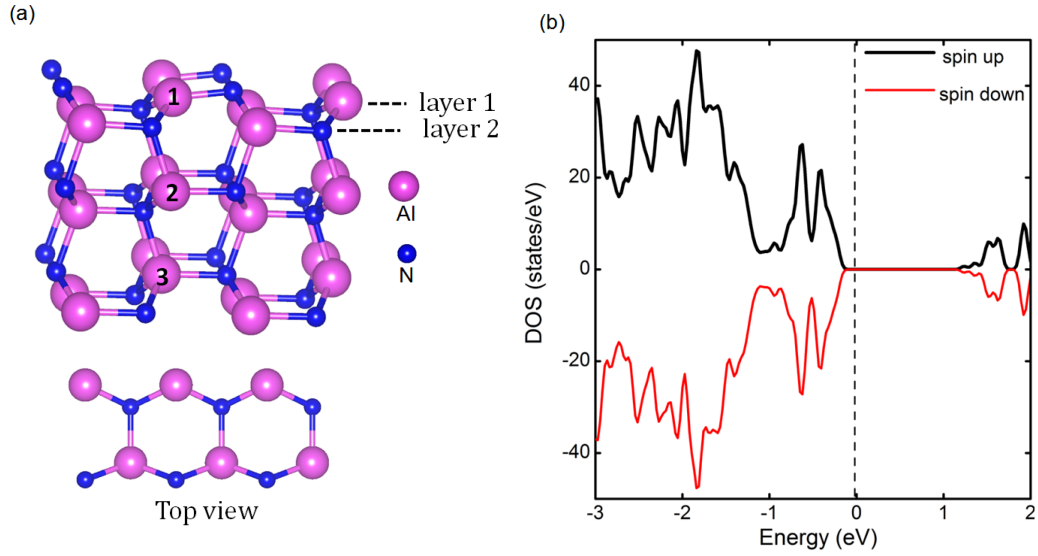 (a)
1
2
3
layer 1
layer 2
Al
N
Top view
(b)
spin up
spin down
DOS (states/eV)
40
20
0
-20
-40
-3
-2
-1
0
1
2
Energy (eV)